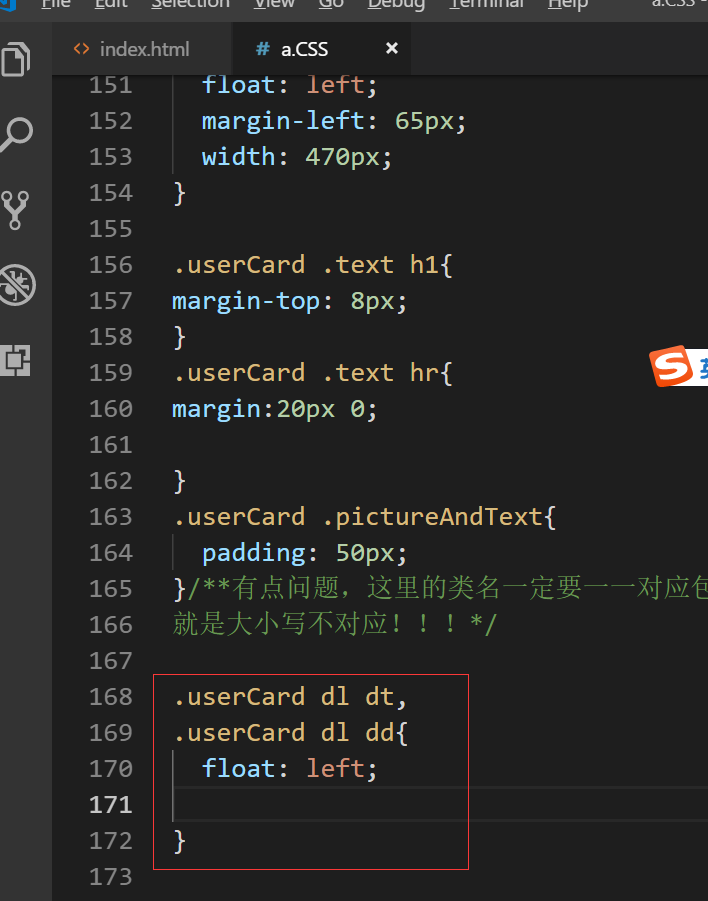 File Edit Selection View Go Debug Terminal Help a.CSS -
<> index.html # a.CSS ×
151 float: left;
152 margin-left: 65px;
153 width: 470px;
154 }
155
156 .userCard .text h1{
157 margin-top: 8px;
158 }
159 .userCard .text hr{
160 margin:20px 0;
161
162 }
163 .userCard .pictureAndText{
164 padding: 50px;
165 }/**有点问题，这里的类名一定要一一对应包
166 就是大小写不对应！！！*/
167
168 .userCard dl dt,
169 .userCard dl dd{
170 float: left;
171
172 }
173